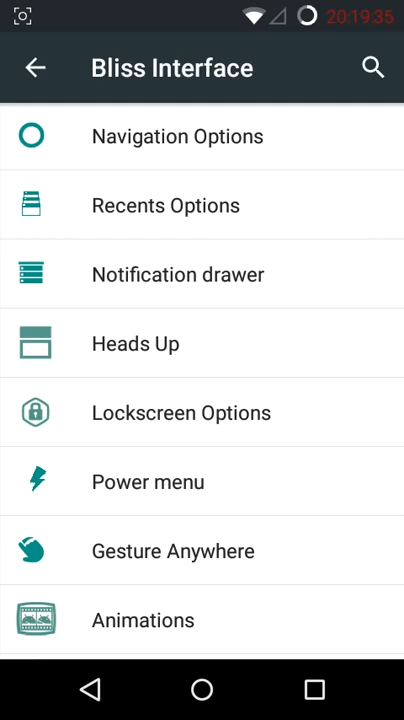 20:19:35
Bliss Interface
Navigation Options
Recents Options
Notification drawer
Heads Up
Lockscreen Options
Power menu
Gesture Anywhere
Animations